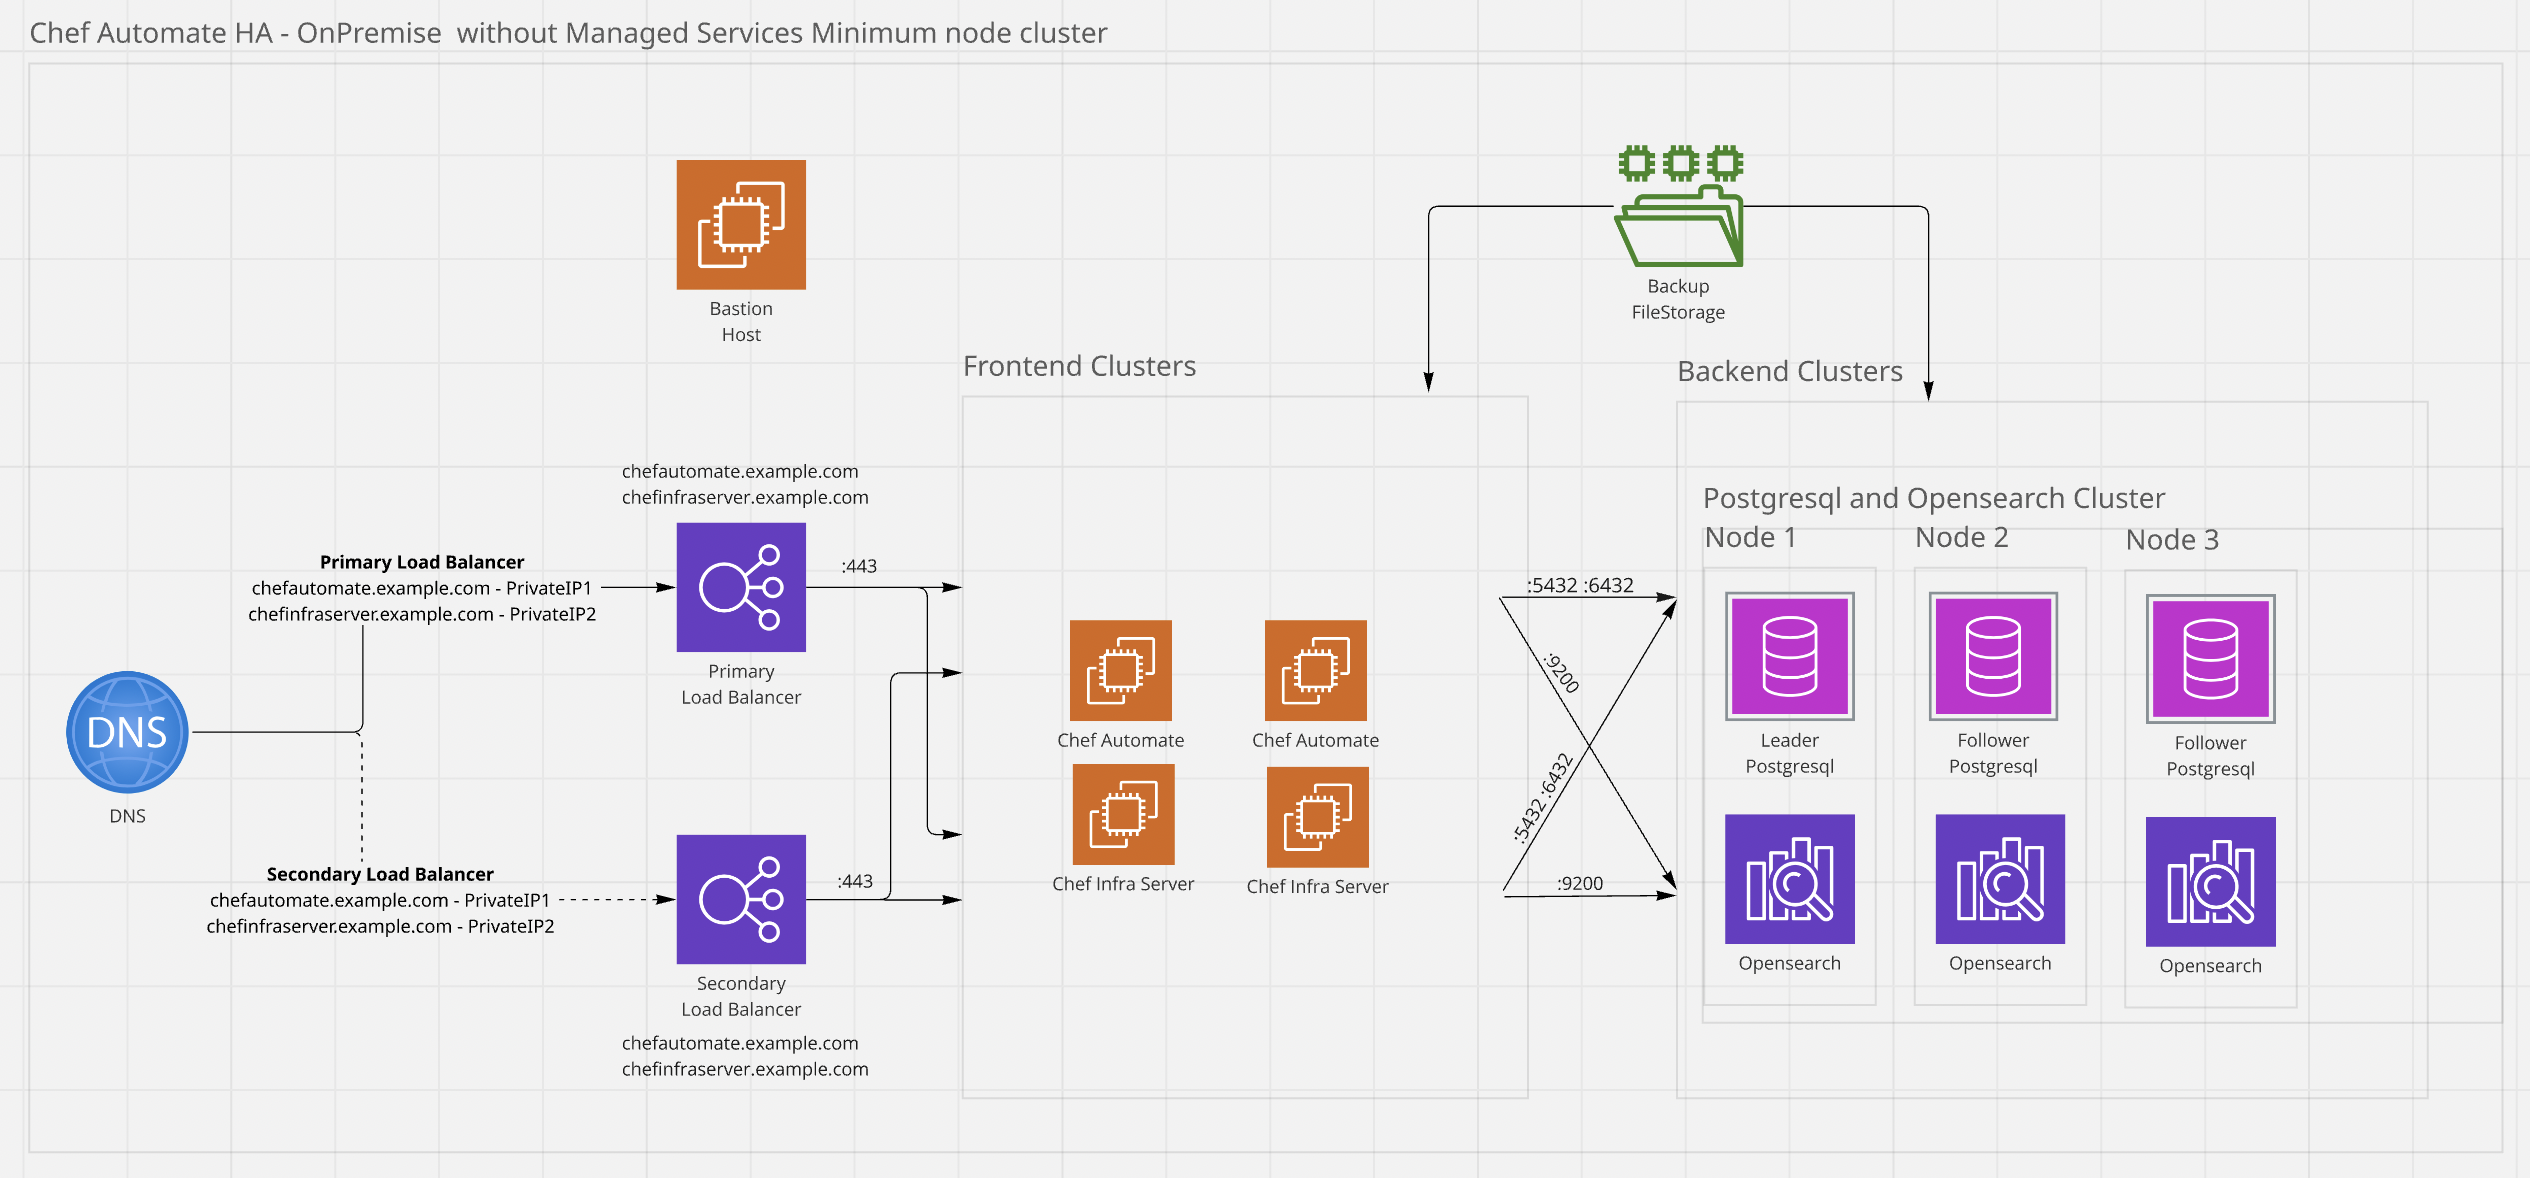 Chef Automate HA - OnPremise  without Managed Services Minimum node cluster
Bastion
Host
Backup
FileStorage
Frontend Clusters
Backend Clusters
chefautomate.example.com
chefinfraserver.example.com
Primary Load Balancer
chefautomate.example.com - PrivateIP1
chefinfraserver.example.com - PrivateIP2
:443
Primary
Load Balancer
DNS
DNS
Secondary Load Balancer
chefautomate.example.com - PrivateIP1
chefinfraserver.example.com - PrivateIP2
:443
Secondary
Load Balancer
chefautomate.example.com
chefinfraserver.example.com
Chef Automate
Chef Automate
Chef Infra Server
Chef Infra Server
:5432 :6432
:9200
:5432 :6432
:9200
Postgresql and Opensearch Cluster
Node 1
Node 2
Node 3
Leader
Postgresql
Follower
Postgresql
Follower
Postgresql
Opensearch
Opensearch
Opensearch